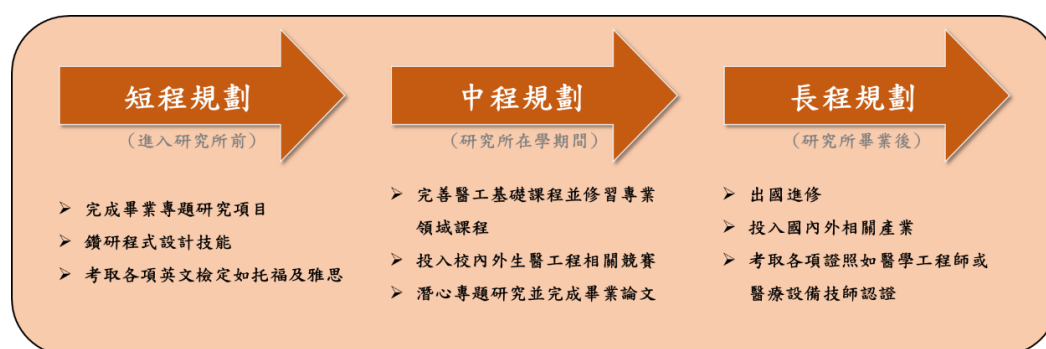 短程規劃
(進入研究所前)
➢ 完成畢業專題研究項目
➢ 鑽研程式設計技能
➢ 考取各項英文檢定如托福及雅思
中程規劃
(研究所在學期間)
➢ 完善醫工基礎課程並修習專業
領域課程
➢ 投入校內外生醫工程相關競賽
➢ 潛心專題研究並完成畢業論文
長程規劃
(研究所畢業後)
➢ 出國進修
➢ 投入國內外相關產業
➢ 考取各項證照如醫學工程師或
醫療設備技師認證